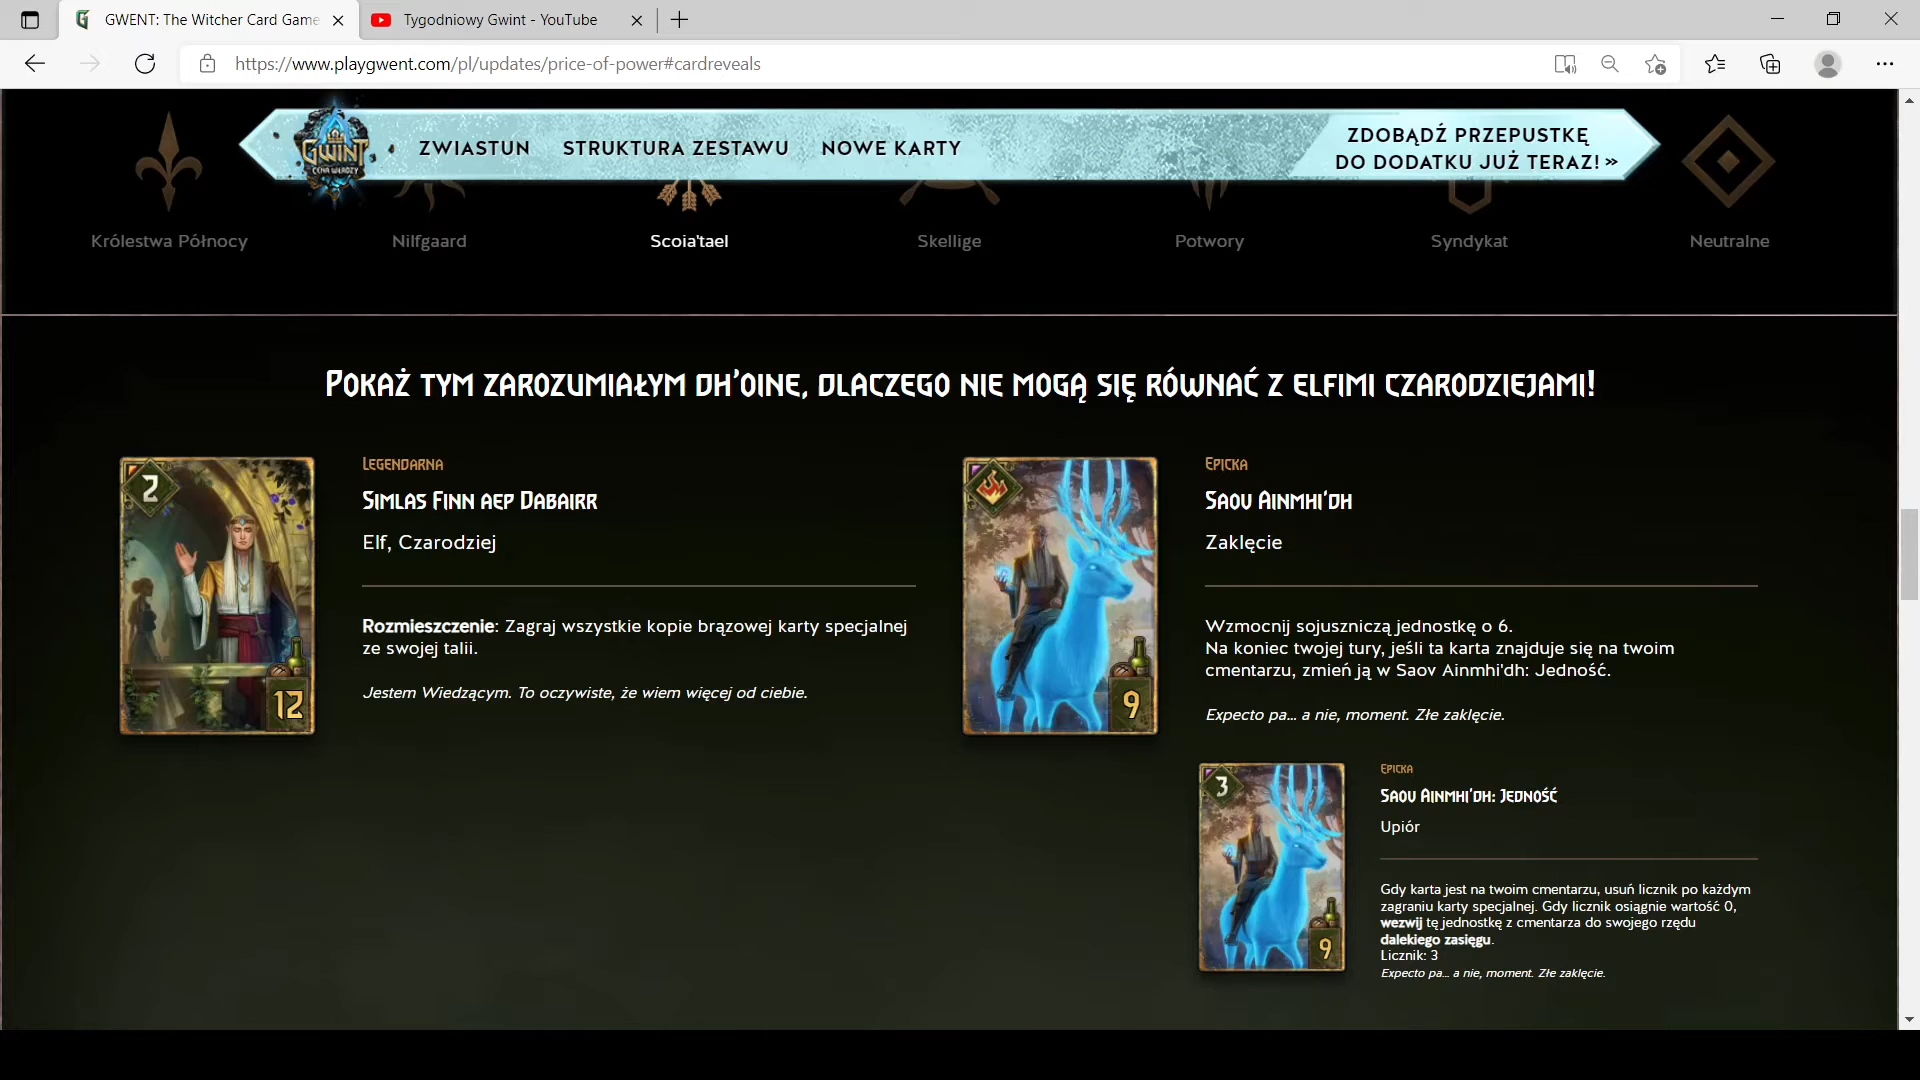 GWENT: The Witcher Card Game
Tygodniowy Gwint - YouTube
https://www.playgwent.com/pl/updates/price-of-power#cardreveals
GWINT
CENA WŁADZY
ZWIASTUN
STRUKTURA ZESTAWU
NOWE KARTY
ZDOBĄDŹ PRZEPUSTKĘ
DO DODATKU JUŻ TERAZ! »
Królestwa Północy
Nilfgaard
Scoia'tael
Skellige
Potwory
Syndykat
Neutralne
Pokaż tym zarozumiałym dh'oine, dlaczego nie mogą się równać z elfimi czarodziejami!
2
12
Legendarna
Simlas Finn aep Dabairr
Elf, Czarodziej
Rozmieszczenie: Zagraj wszystkie kopie brązowej karty specjalnej
ze swojej talii.
Jestem Wiedzącym. To oczywiste, że wiem więcej od ciebie.
9
Epicka
Saov Ainmhi'dh
Zaklęcie
Wzmocnij sojuszniczą jednostkę o 6.
Na koniec twojej tury, jeśli ta karta znajduje się na twoim
cmentarzu, zmień ją w Saov Ainmhi'dh: Jedność.
Expecto pa... a nie, moment. Złe zaklęcie.
3
9
Epicka
Saov Ainmhi'dh: Jedność
Upiór
Gdy karta jest na twoim cmentarzu, usuń licznik po każdym
zagraniu karty specjalnej. Gdy licznik osiągnie wartość 0,
wezwij tę jednostkę z cmentarza do swojego rzędu
dalekiego zasięgu.
Licznik: 3
Expecto pa... a nie, moment. Złe zaklęcie.